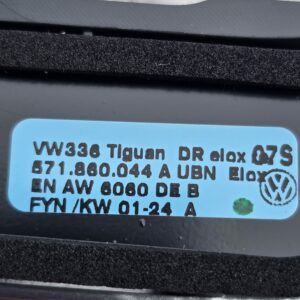 VW336 Tiguan DR elox 07S
571.860.044 A UBN Elox
EN AW 6060 DE B
FYN /KW 01-24 A